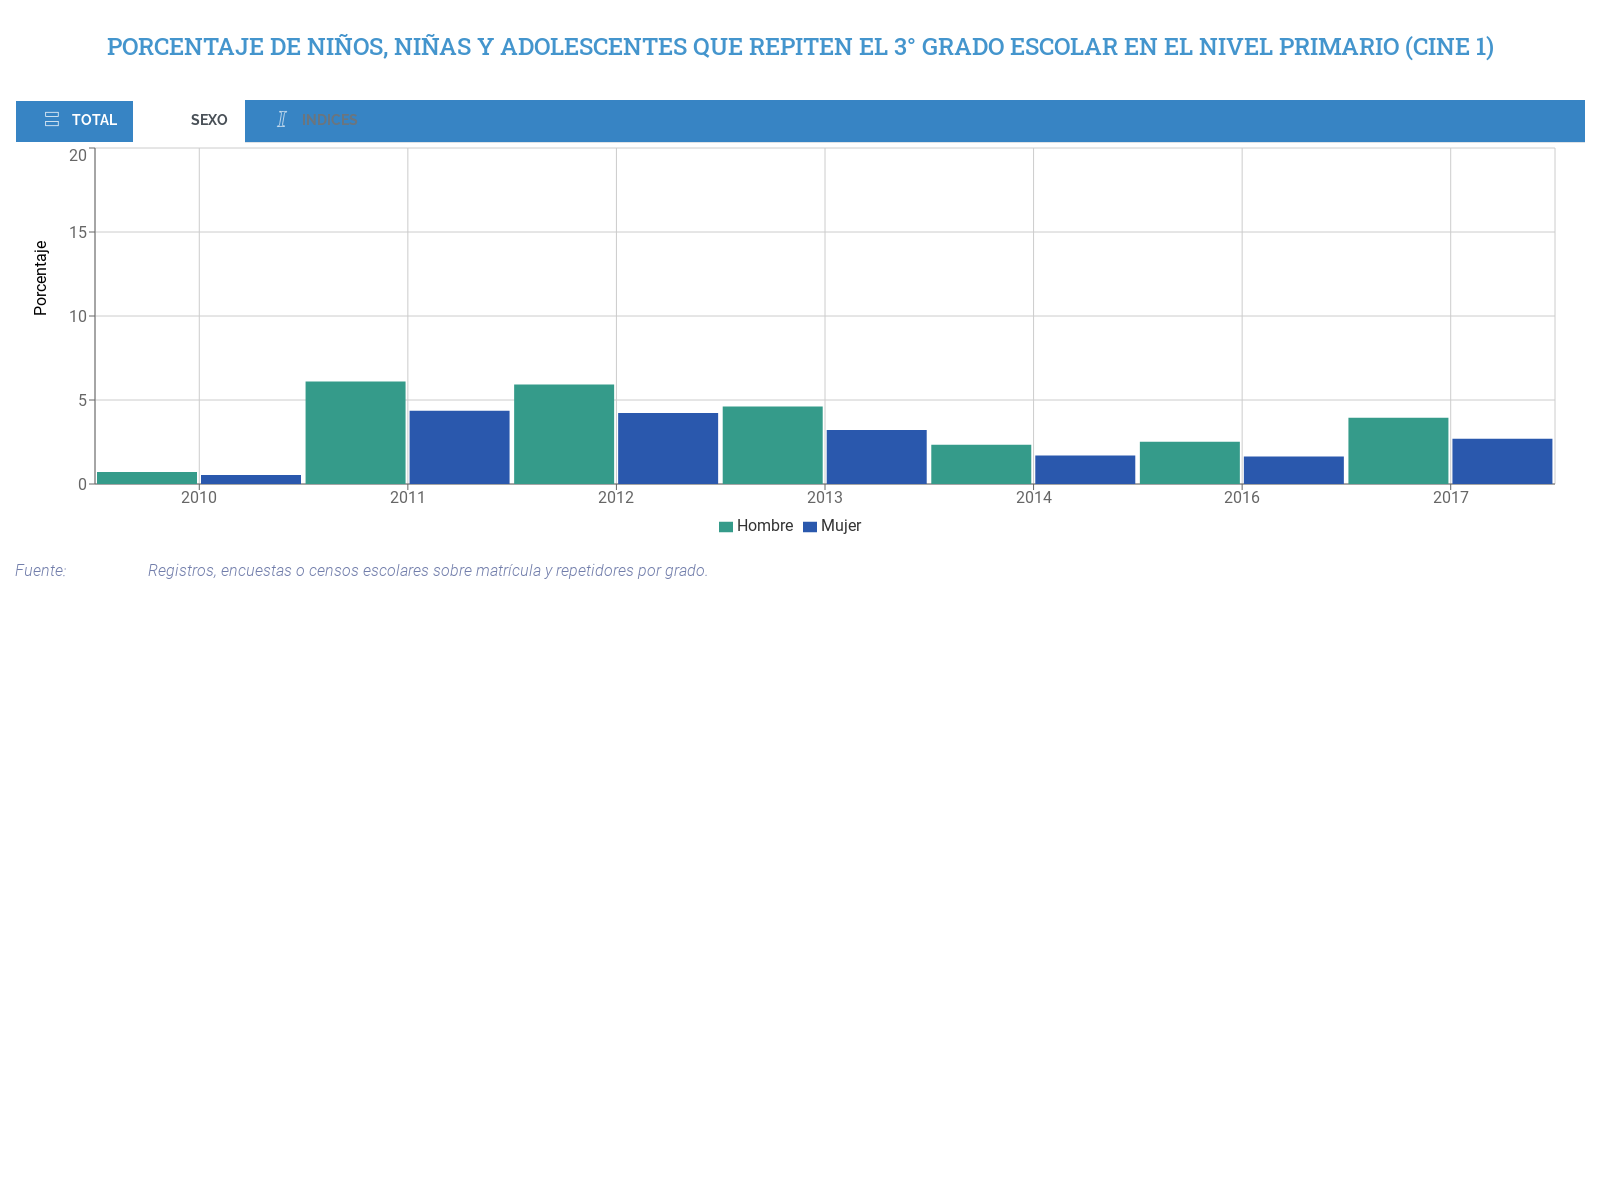 PORCENTAJE DE NIÑOS, NIÑAS Y ADOLESCENTES QUE REPITEN EL 3° GRADO ESCOLAR EN EL NIVEL PRIMARIO (CINE 1)
TOTAL SEXO INDICES
20
15
10
5
0
Porcentaje
2010 2011 2012 2013 2014 2016 2017
Hombre Mujer
Fuente: Registros, encuestas o censos escolares sobre matrícula y repetidores por grado.